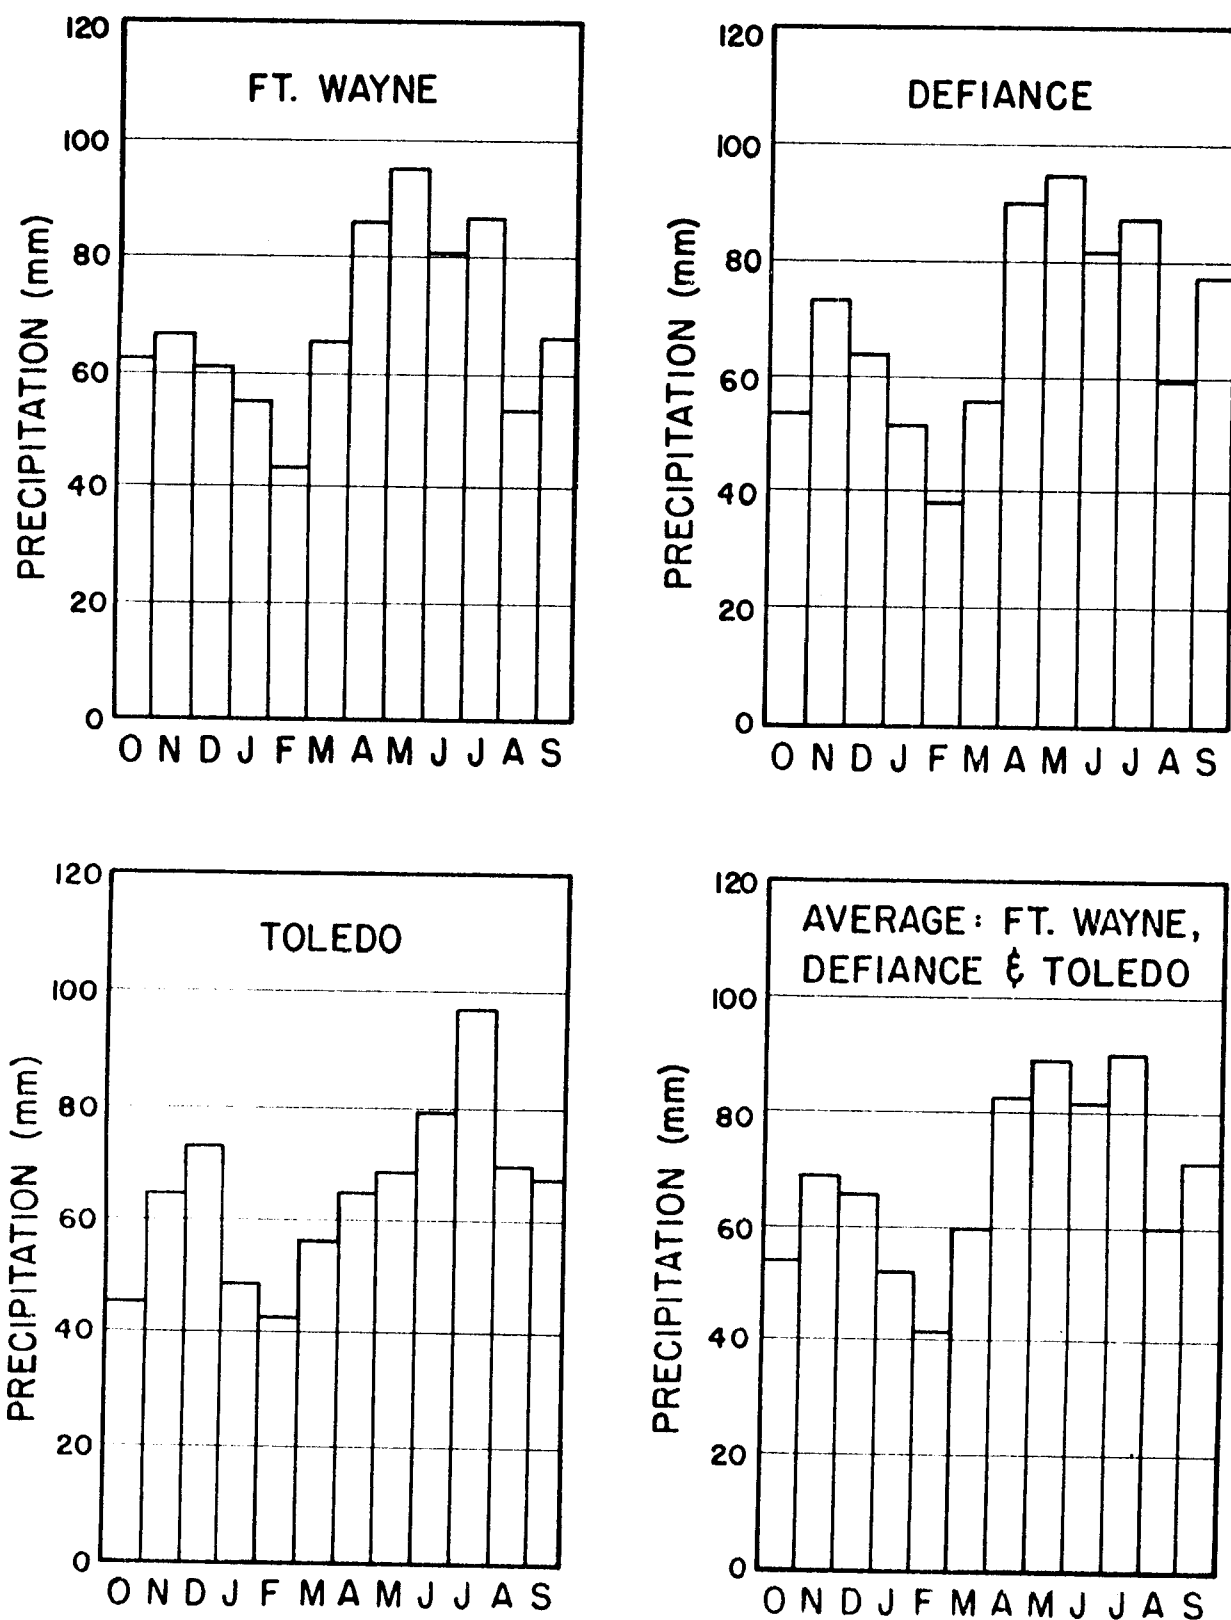 FT. WAYNE
PRECIPITATION (mm)
120
100
80
60
40
20
0
O N D J F M A M J J A S
DEFIANCE
PRECIPITATION (mm)
120
100
80
60
40
20
0
O N D J F M A M J J A S
TOLEDO
PRECIPITATION (mm)
120
100
80
60
40
20
0
O N D J F M A M J J A S
AVERAGE: FT. WAYNE,
DEFIANCE & TOLEDO
PRECIPITATION (mm)
120
100
80
60
40
20
0
O N D J F M A M J J A S